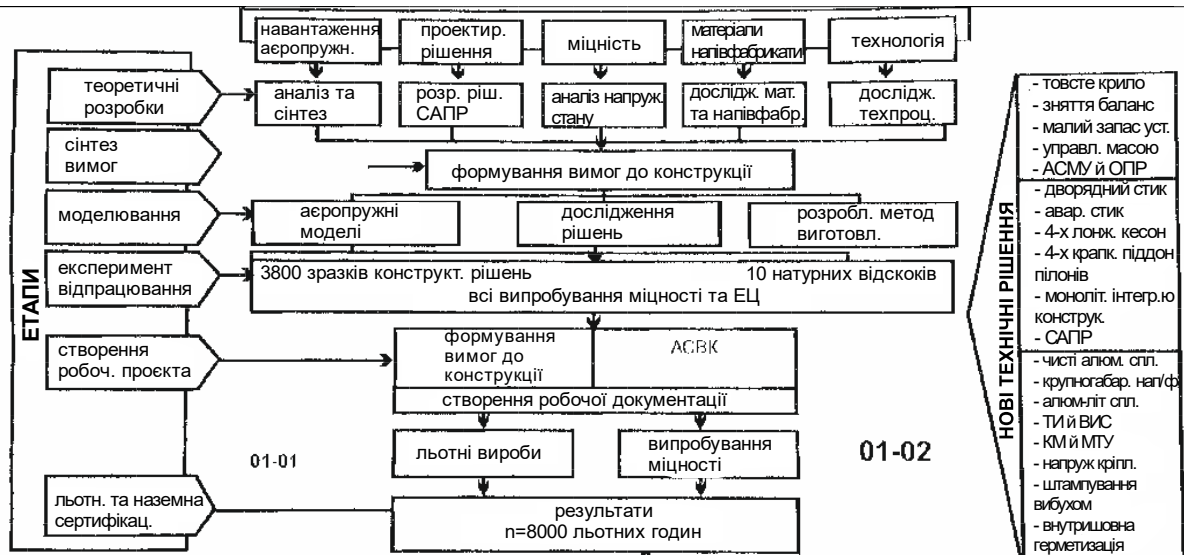 навантаження
аєропружн.
проектир.
рішення
міцність
матеріали
напівфабрикати
технологія
ЕТАПИ
теоретичні
розробки
аналіз та
сінтез
розр. ріш.
САПР
аналіз напруж.
стану
дослідж. мат.
та напівфабр.
дослідж.
техпроц.
сінтез
вимог
формування вимог до конструкції
моделювання
аєропружні
моделі
дослідження
рішень
розробл. метод
виготовл.
експеримент
відпрацювання
3800 зразків конструкт. рішень
10 натурних відскоків
всі випробування міцності та ЕЦ
створення
робоч. проєкта
формування
вимог до
конструкції
АСВК
створення робочої документації
01-01
льотні вироби
випробування
міцності
01-02
льотн. та наземна
сертифікац.
результати
n=8000 льотних годин
НОВІ ТЕХНІЧНІ РІШЕННЯ
- товсте крило
- зняття баланс
- малий запас уст.
- управл. масою
- АСМУ й ОПР
- дворядний стик
- авар. стик
- 4-х лонж. кесон
- 4-х крапк. піддон
пілонів
- моноліт. інтегр.ю
конструк.
- САПР
- чисті алюм. спл.
- крупногабар. нап/ф
- алюм-літ спл.
- ТИ й ВИС
- КМ й МТУ
- напруж кріпл.
- штампування
вибухом
- внутришовна
герметизація